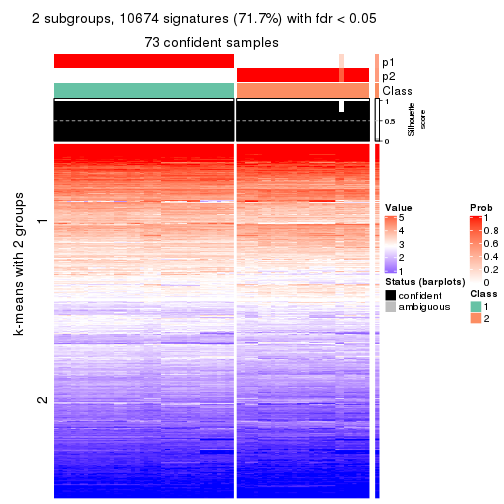 2 subgroups, 10674 signatures (71.7%) with fdr < 0.05
73 confident samples
p1
p2
Class
1
0.5
0
Silhouette
score
k-means with 2 groups
1
2
Value
5
4
3
2
1
Status (barplots)
confident
ambiguous
Prob
1
0.8
0.6
0.4
0.2
0
Class
1
2